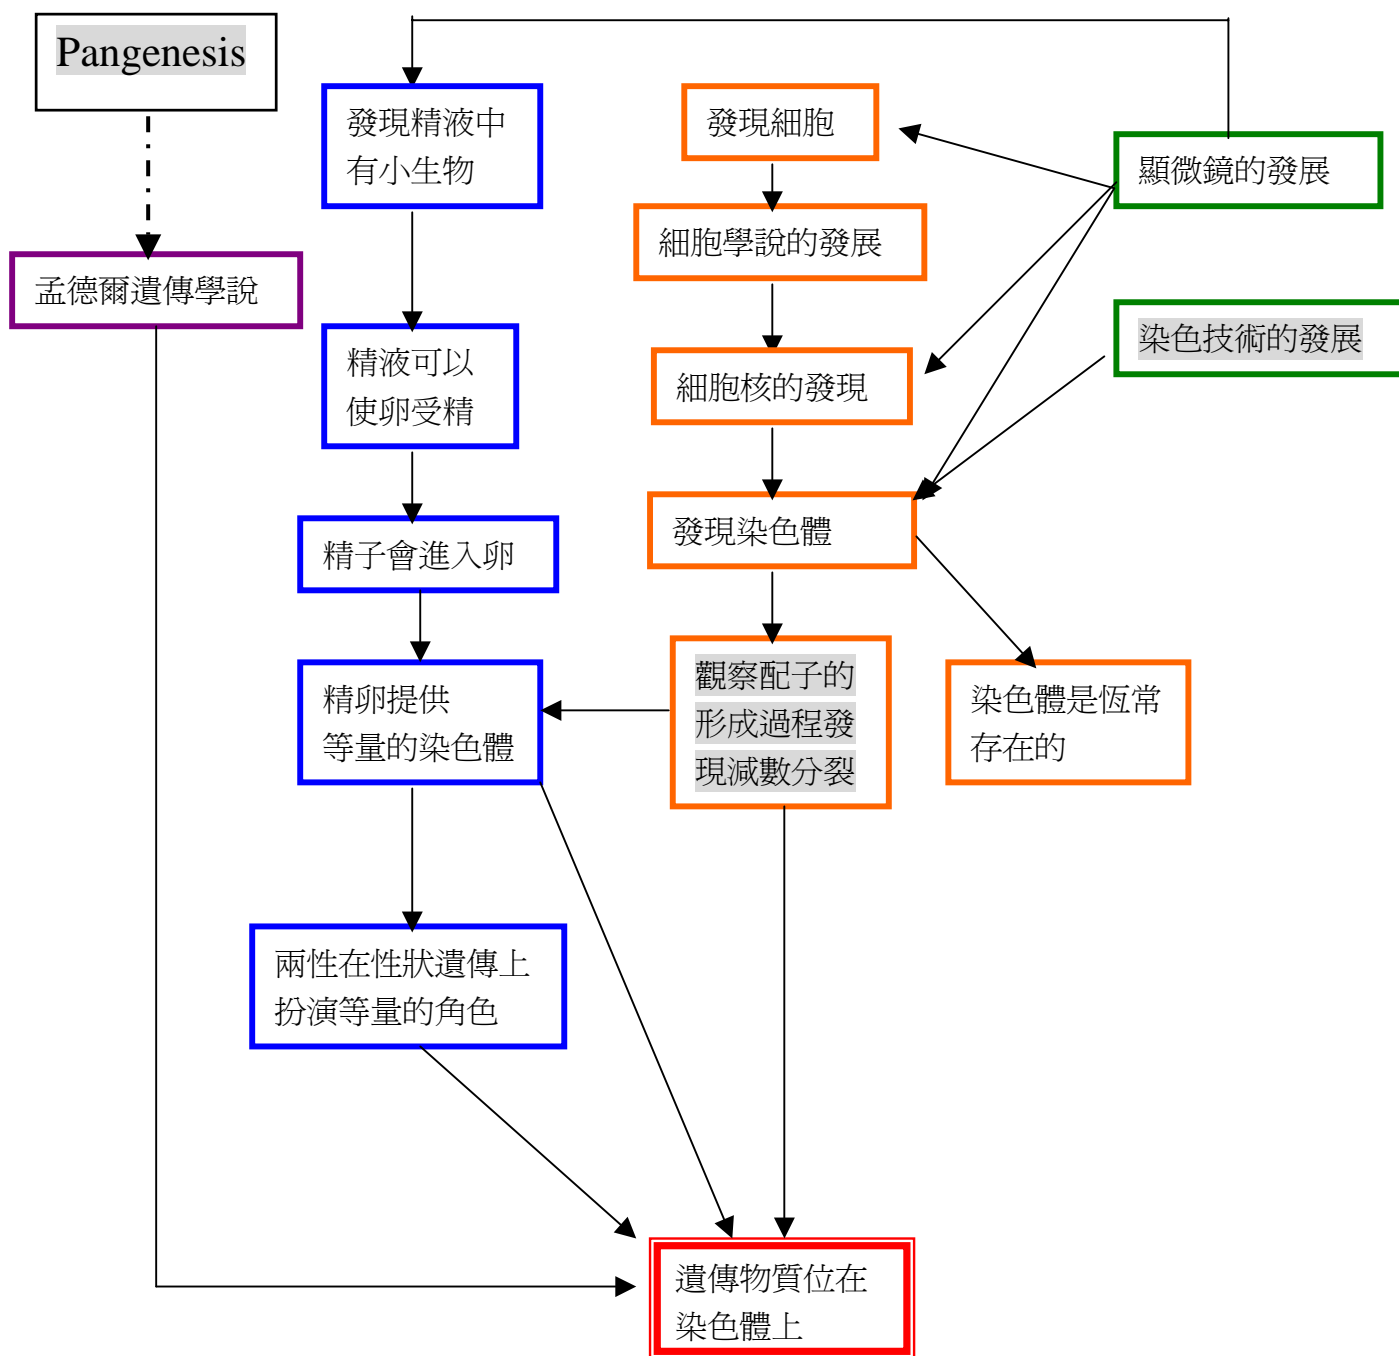 Pangenesis
發現精液中
有小生物
發現細胞
顯微鏡的發展
細胞學說的發展
孟德爾遺傳學說
染色技術的發展
精液可以
使卵受精
細胞核的發現
發現染色體
精子會進入卵
觀察配子的
形成過程發
現減數分裂
精卵提供
等量的染色體
染色體是恆常
存在的
兩性在性狀遺傳上
扮演等量的角色
遺傳物質位在
染色體上